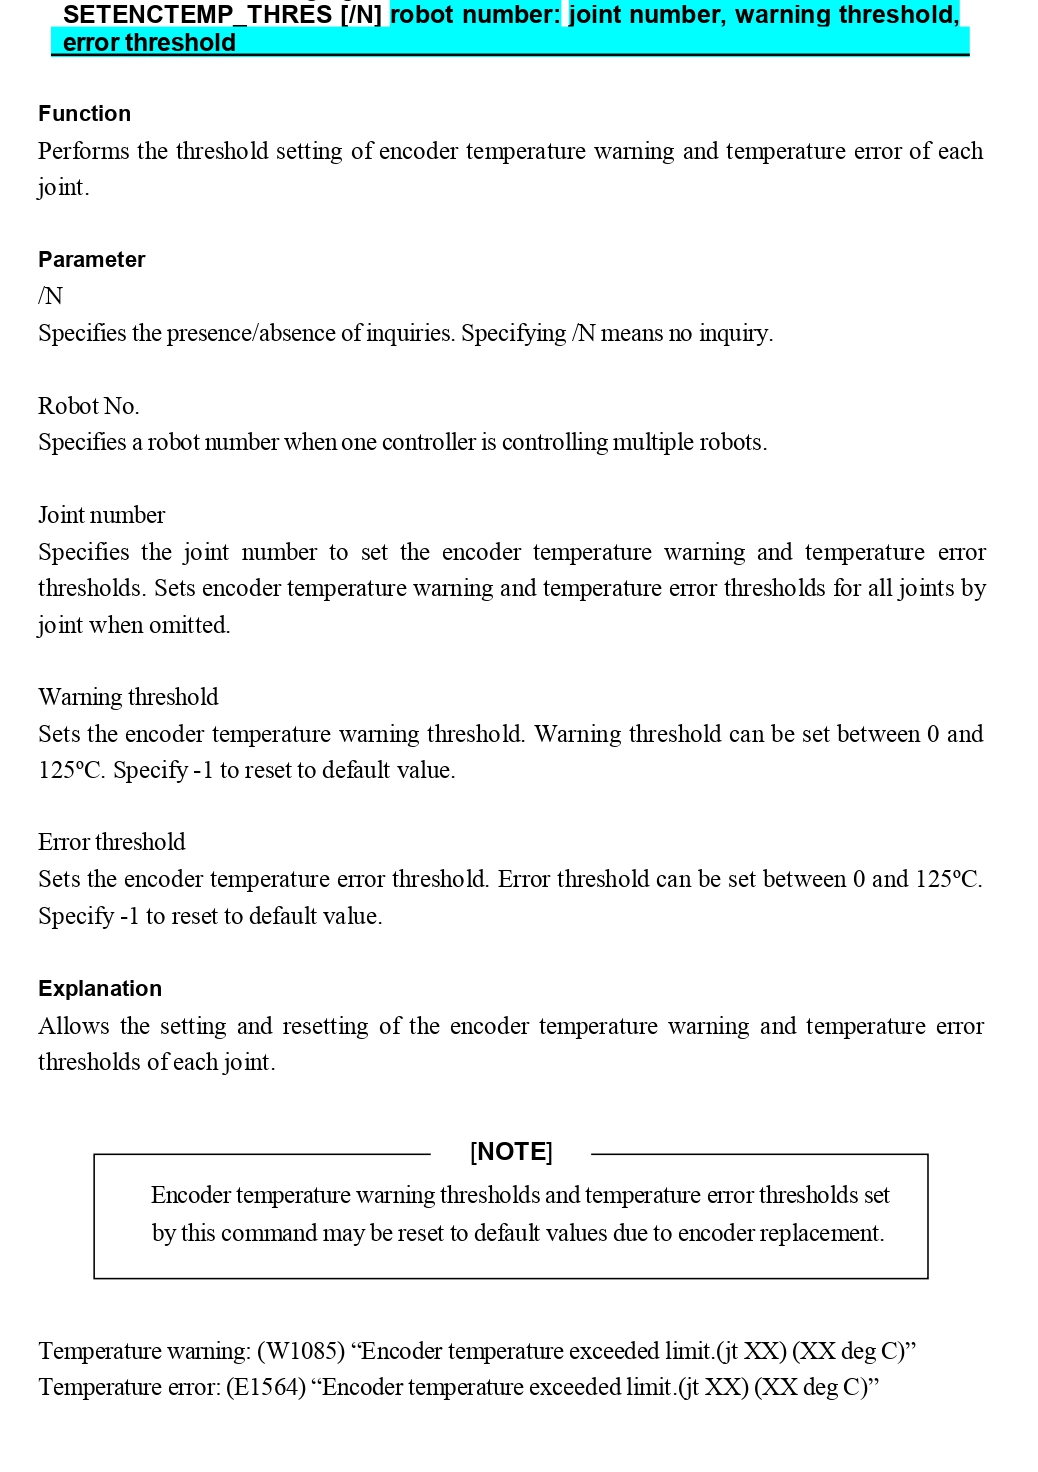 SETENCTEMP_THRES [/N] robot number: joint number, warning threshold,
error threshold
Function
Performs the threshold setting of encoder temperature warning and temperature error of each
joint.
Parameter
/N
Specifies the presence/absence of inquiries. Specifying /N means no inquiry.
Robot No.
Specifies a robot number when one controller is controlling multiple robots.
Joint number
Specifies the joint number to set the encoder temperature warning and temperature error
thresholds. Sets encoder temperature warning and temperature error thresholds for all joints by
joint when omitted.
Warning threshold
Sets the encoder temperature warning threshold. Warning threshold can be set between 0 and
125ºC. Specify -1 to reset to default value.
Error threshold
Sets the encoder temperature error threshold. Error threshold can be set between 0 and 125ºC.
Specify -1 to reset to default value.
Explanation
Allows the setting and resetting of the encoder temperature warning and temperature error
thresholds of each joint.
[NOTE]
Encoder temperature warning thresholds and temperature error thresholds set
by this command may be reset to default values due to encoder replacement.
Temperature warning: (W1085) “Encoder temperature exceeded limit.(jt XX) (XX deg C)”
Temperature error: (E1564) “Encoder temperature exceeded limit.(jt XX) (XX deg C)”